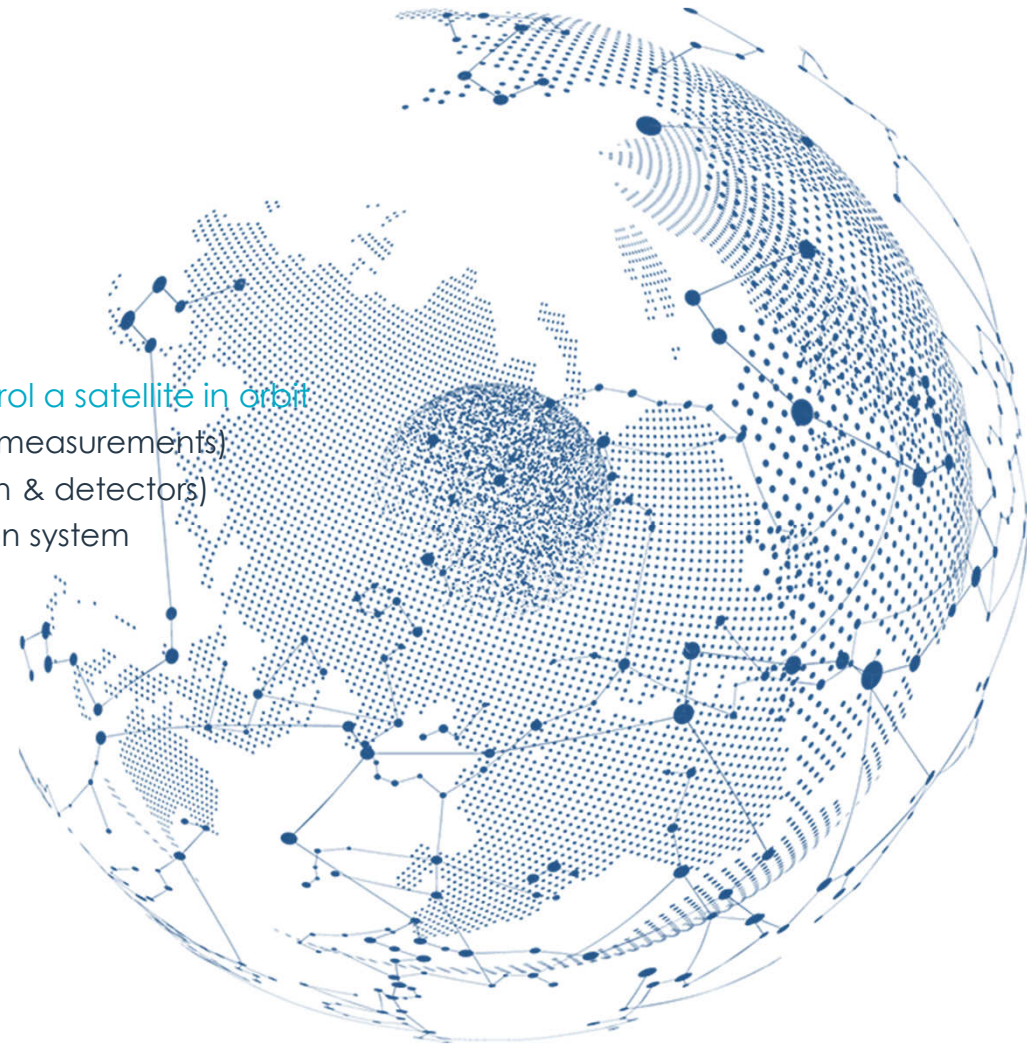 rol a satellite in orbit
measurements)
n & detectors)
n system